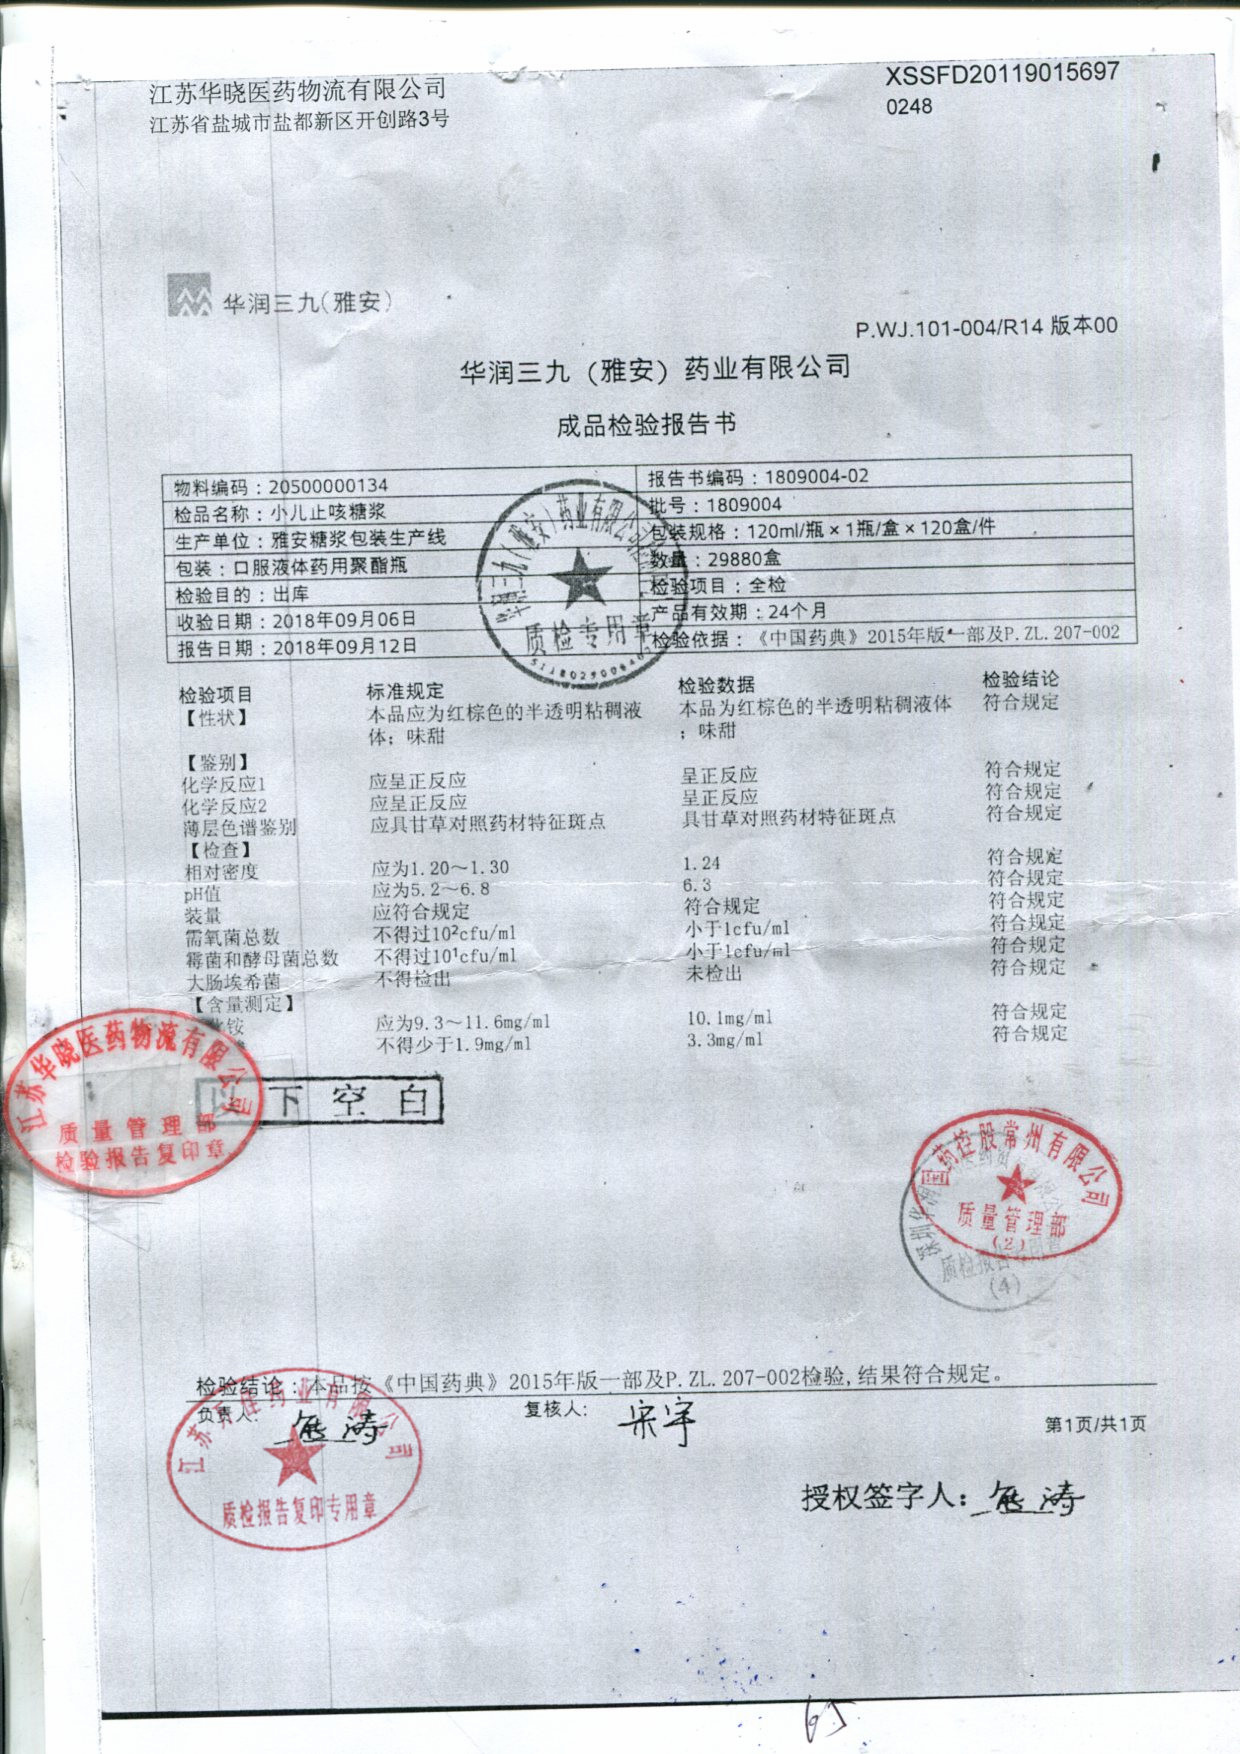 江苏华晓医药物流有限公司
江苏省盐城市盐都新区开创路3号
XSSFD20119015697
0248
华润三九(雅安)
P.WJ.101-004/R14 版本00
华润三九（雅安）药业有限公司
成品检验报告书
物料编码：20500000134 报告书编码：1809004-02
检品名称：小儿止咳糖浆 批号：1809004
生产单位：雅安糖浆包装生产线 包装规格：120ml/瓶×1瓶/盒×120盒/件
包装：口服液体药用聚酯瓶 数量：29880盒
检验目的：出库 检验项目：全检
收验日期：2018年09月06日 产品有效期：24个月
报告日期：2018年09月12日 检验依据：《中国药典》2015年版一部及P.ZL.207-002
质检专用章
检验项目 标准规定 检验数据 检验结论
【性状】 本品应为红棕色的半透明粘稠液 本品为红棕色的半透明粘稠液体 符合规定
体；味甜 ；味甜
【鉴别】
化学反应1 应呈正反应 呈正反应 符合规定
化学反应2 应呈正反应 呈正反应 符合规定
薄层色谱鉴别 应具甘草对照药材特征斑点 具甘草对照药材特征斑点 符合规定
【检查】
相对密度 应为1.20～1.30 1.24 符合规定
pH值 应为5.2～6.8 6.3 符合规定
装量 应符合规定 符合规定 符合规定
需氧菌总数 不得过10²cfu/ml 小于1cfu/ml 符合规定
霉菌和酵母菌总数 不得过10¹cfu/ml 小于1cfu/ml 符合规定
大肠埃希菌 不得检出 未检出 符合规定
【含量测定】
铵 应为9.3～11.6mg/ml 10.1mg/ml 符合规定
不得少于1.9mg/ml 3.3mg/ml 符合规定
以下空白
江苏华晓医药物流有限公司
质量管理部
检验报告复印章
国药控股常州有限公司
质量管理部
(2)
(4)
检验结论：本品按《中国药典》2015年版一部及P.ZL.207-002检验,结果符合规定。
负责人: 熊涛 复核人: 宋宇
第1页/共1页
质检报告复印专用章
授权签字人: 熊涛
65